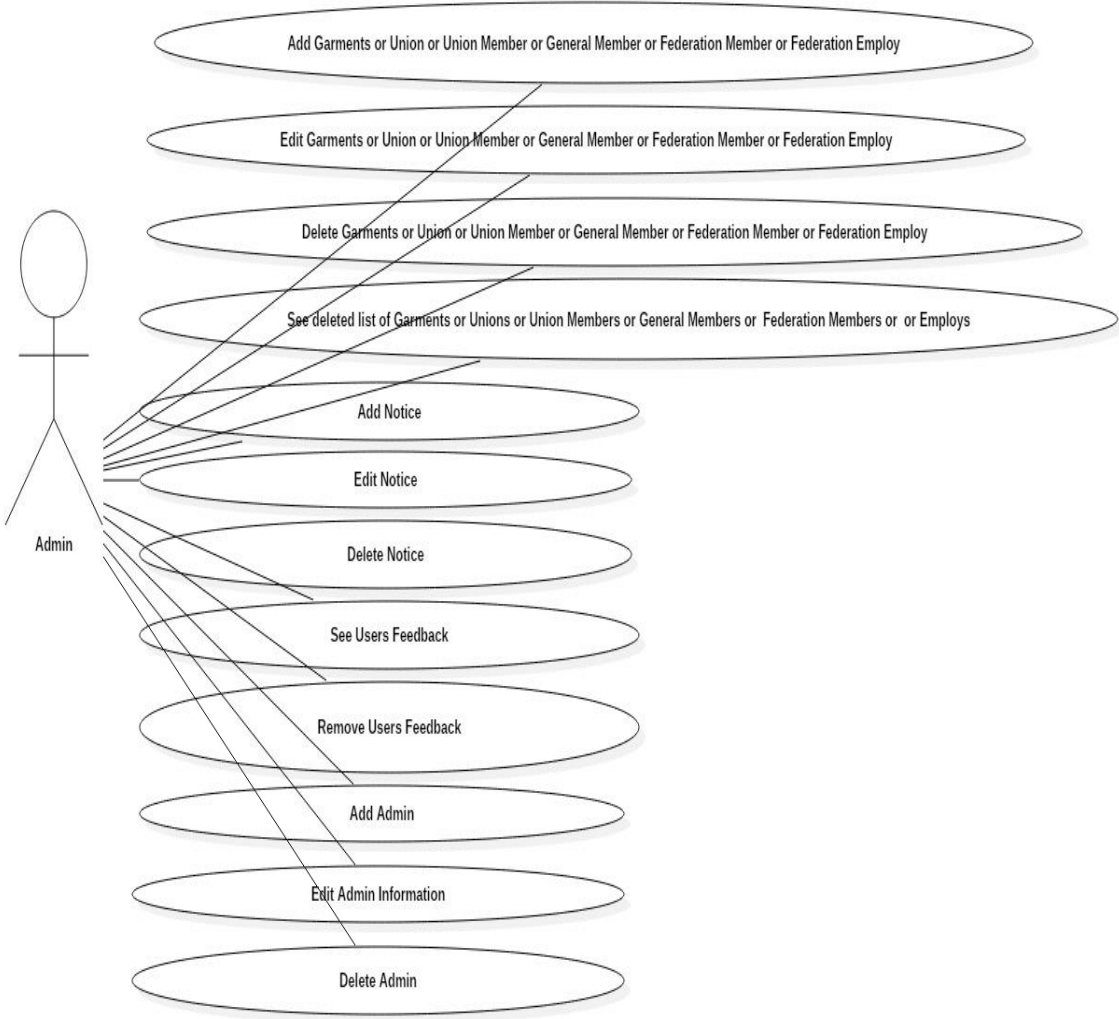 Add Garments or Union or Union Member or General Member or Federation Member or Federation Employ
Edit Garments or Union or Union Member or General Member or Federation Member or Federation Employ
Delete Garments or Union or Union Member or General Member or Federation Member or Federation Employ
See deleted list of Garments or Unions or Union Members or General Members or  Federation Members or  or Employs
Add Notice
Edit Notice
Admin
Delete Notice
See Users Feedback
Remove Users Feedback
Add Admin
Edit Admin Information
Delete Admin